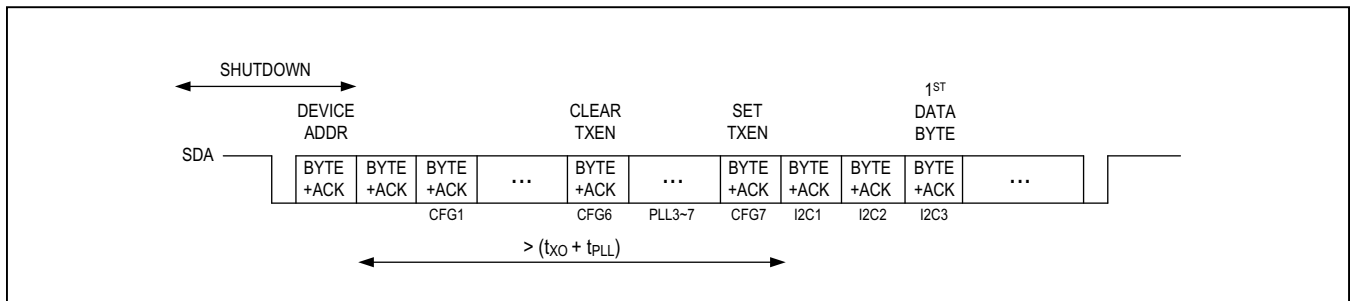 SHUTDOWN
DEVICE
ADDR
CLEAR
TXEN
SET
TXEN
1ST
DATA
BYTE
SDA
BYTE
+ACK
BYTE
+ACK
BYTE
+ACK
...
BYTE
+ACK
...
BYTE
+ACK
BYTE
+ACK
BYTE
+ACK
BYTE
+ACK
...
CFG1
CFG6
PLL3~7
CFG7
I2C1
I2C2
I2C3
> (tXO + tPLL)